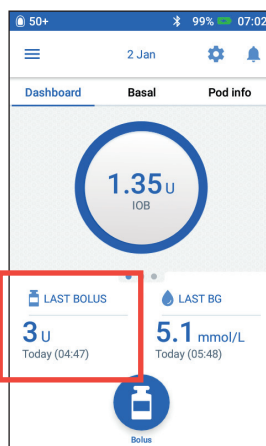 50+ 99% 07:02
2 Jan
Dashboard Basal Pod info
1.35 U
IOB
LAST BOLUS
3 U
Today (04:47)
LAST BG
5.1 mmol/L
Today (05:48)
Bolus